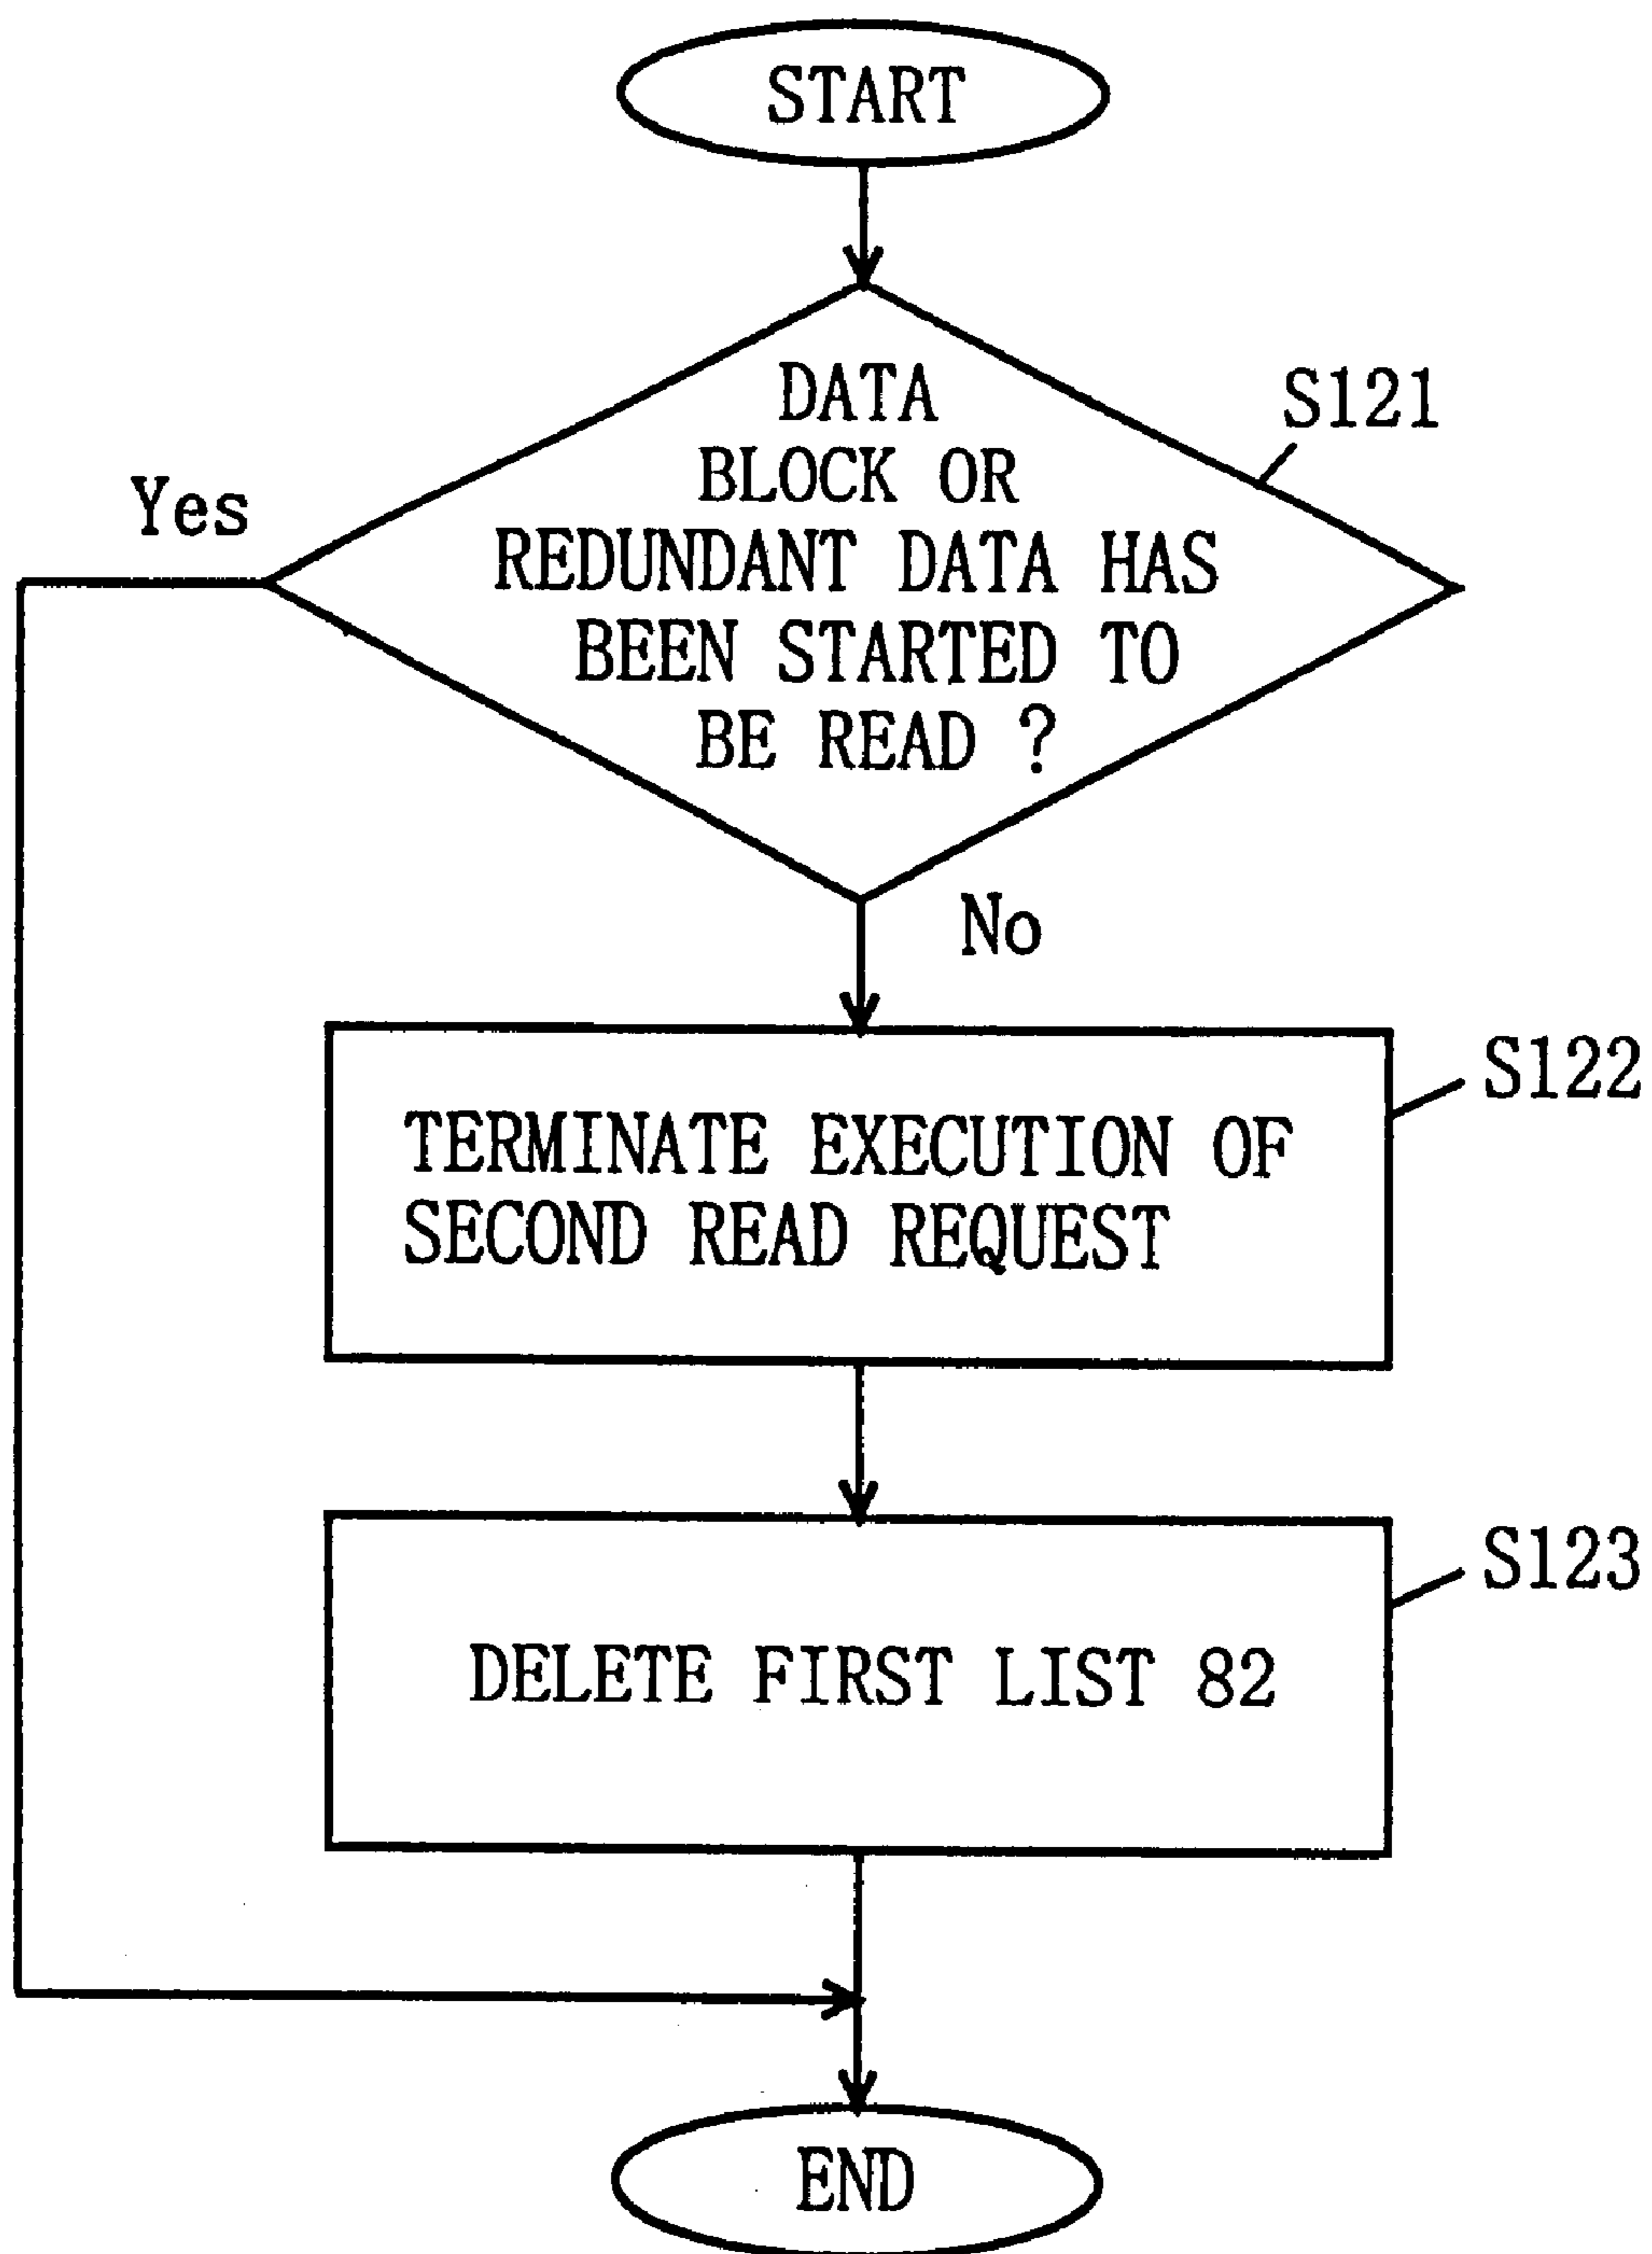 START
DATA
S121
BLOCK OR
Yes
REDUNDANT DATA HAS
BEEN STARTED TO
BE READ ?
No
S122
TERMINATE EXECUTION OF
SECOND READ REQUEST
S123
DELETE FIRST LIST 82
END